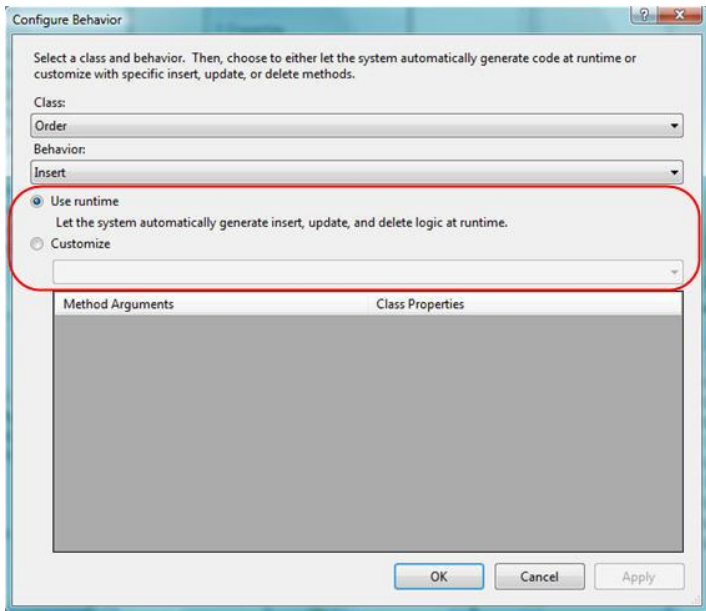 Configure Behavior
Select a class and behavior. Then, choose to either let the system automatically generate code at runtime or
customize with specific insert, update, or delete methods.
Class:
Order
Behavior:
Insert
Use runtime
Let the system automatically generate insert, update, and delete logic at runtime.
Customize
Method Arguments Class Properties
OK Cancel Apply